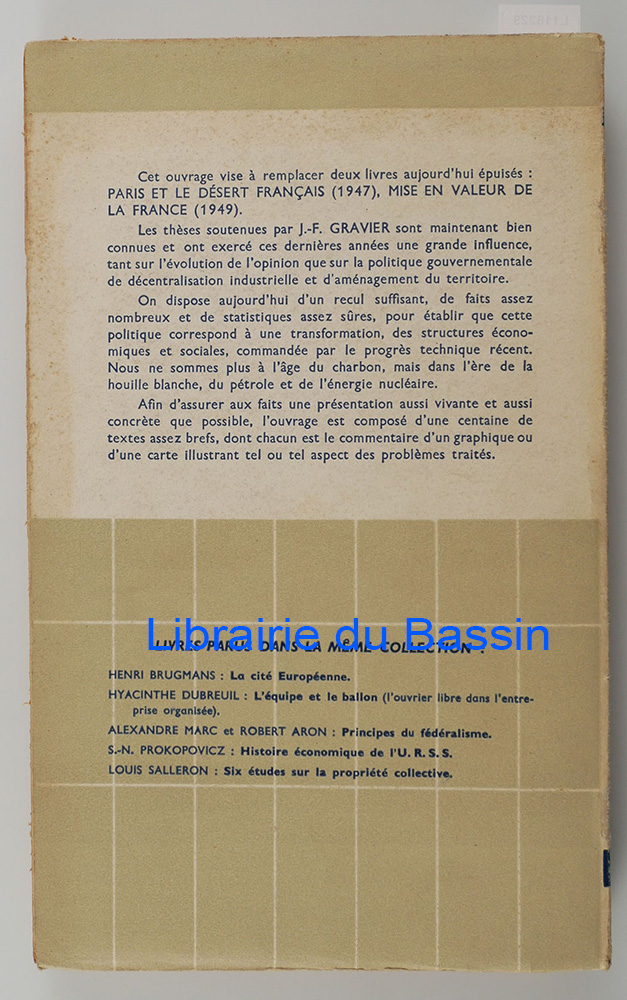 L118229
Cet ouvrage vise à remplacer deux livres aujourd'hui épuisés :
PARIS ET LE DÉSERT FRANÇAIS (1947), MISE EN VALEUR DE
LA FRANCE (1949).
Les thèses soutenues par J.-F. GRAVIER sont maintenant bien
connues et ont exercé ces dernières années une grande influence,
tant sur l'évolution de l'opinion que sur la politique gouvernementale
de décentralisation industrielle et d'aménagement du territoire.
On dispose aujourd'hui d'un recul suffisant, de faits assez
nombreux et de statistiques assez sûres, pour établir que cette
politique correspond à une transformation, des structures écono-
miques et sociales, commandée par le progrès technique récent.
Nous ne sommes plus à l'âge du charbon, mais dans l'ère de la
houille blanche, du pétrole et de l'énergie nucléaire.
Afin d'assurer aux faits une présentation aussi vivante et aussi
concrète que possible, l'ouvrage est composé d'une centaine de
textes assez brefs, dont chacun est le commentaire d'un graphique ou
d'une carte illustrant tel ou tel aspect des problèmes traités.
Librairie du Bassin
LIVRES PARUS DANS LA MÊME COLLECTION :
HENRI BRUGMANS : La cité Européenne.
HYACINTHE DUBREUIL : L'équipe et le ballon (l'ouvrier libre dans l'entre-
prise organisée).
ALEXANDRE MARC et ROBERT ARON : Principes du fédéralisme.
S.-N. PROKOPOVICZ : Histoire économique de l'U. R. S. S.
LOUIS SALLERON : Six études sur la propriété collective.